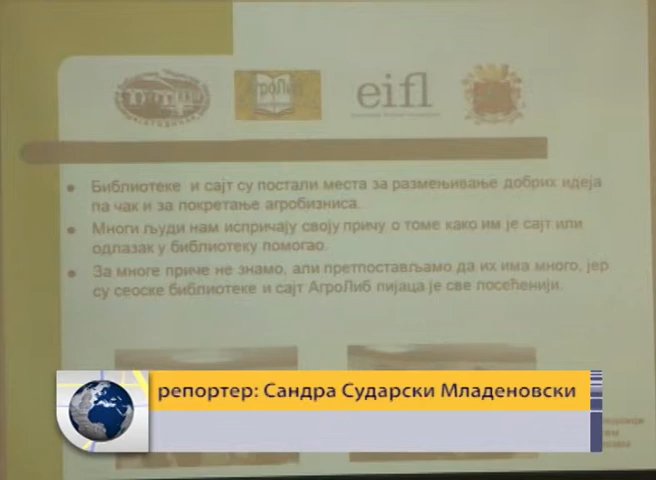 АгроЛиб
eifl
Библиотеке и сајт су постали места за размењивање добрих идеја
па чак и за покретање агробизниса.
Многи људи нам испричају своју причу о томе како им је сајт или
одлазак у библиотеку помогао.
За многе приче не знамо, али претпостављамо да их има много, јер
су сеоске библиотеке и сајт АгроЛиб пијаца је све посећенији.
репортер: Сандра Сударски Младеновски